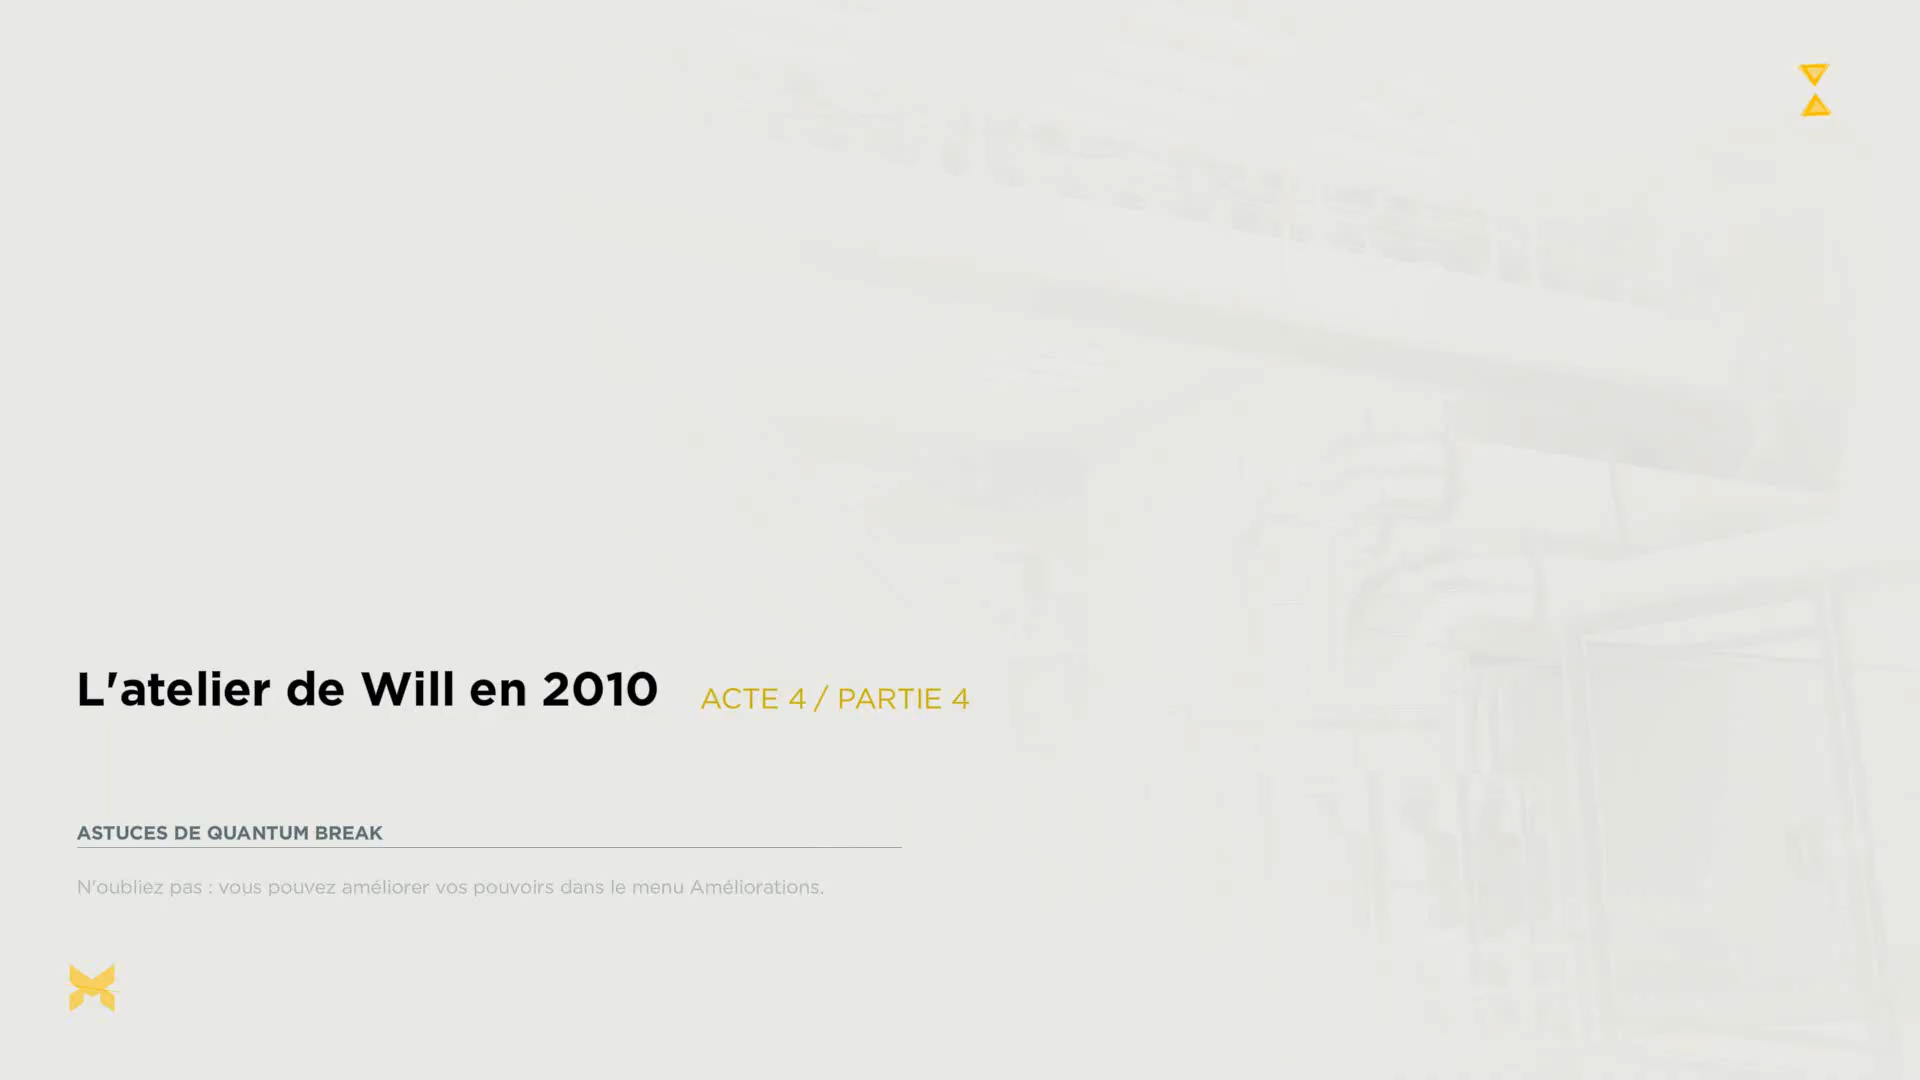 L'atelier de Will en 2010 ACTE 4 / PARTIE 4
ASTUCES DE QUANTUM BREAK
N'oubliez pas : vous pouvez améliorer vos pouvoirs dans le menu Améliorations.